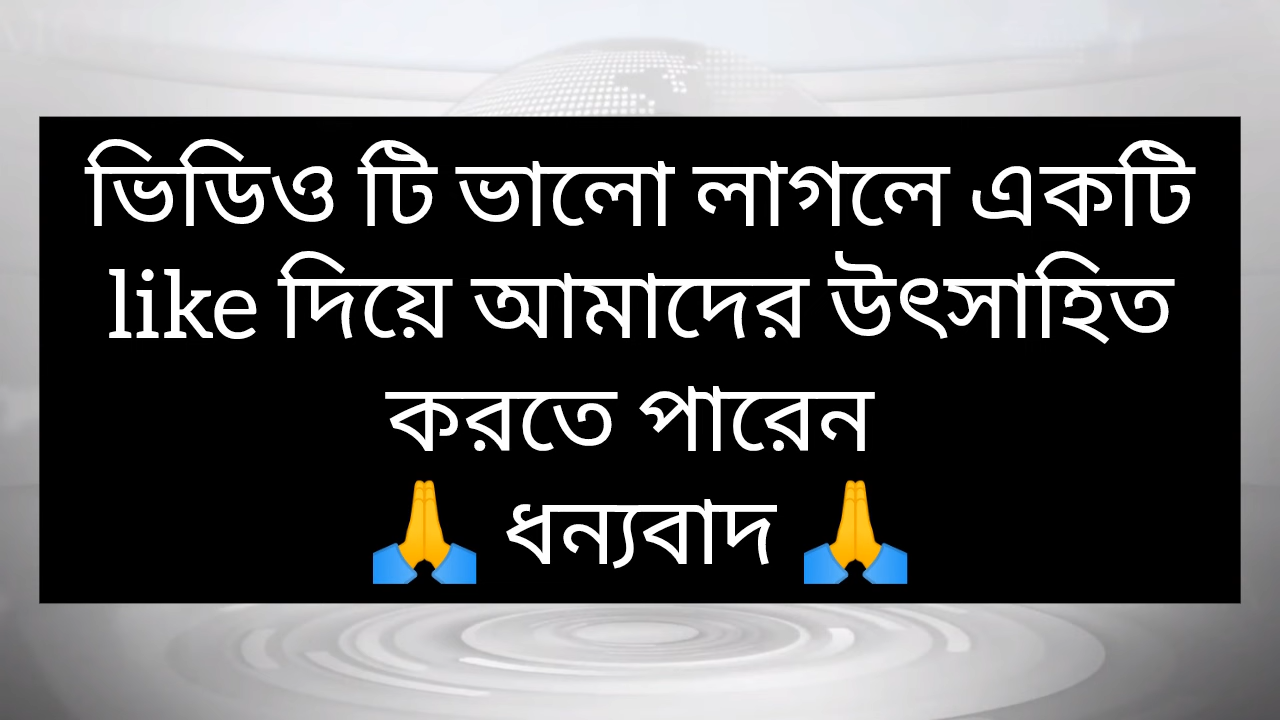 ভিডিও টি ভালো লাগলে একটি
like দিয়ে আমাদের উৎসাহিত
করতে পারেন
🙏 ধন্যবাদ 🙏